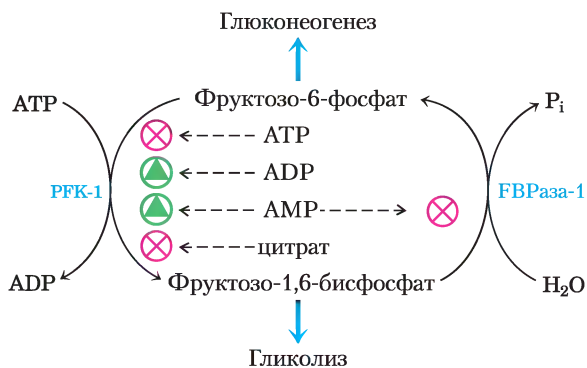 Глюконеогенез
ATP
Фруктозо-6-фосфат
Pi
ATP
ADP
PFK-1
FBPаза-1
AMP
цитрат
ADP
Фруктозо-1,6-бисфосфат
H2O
Гликолиз